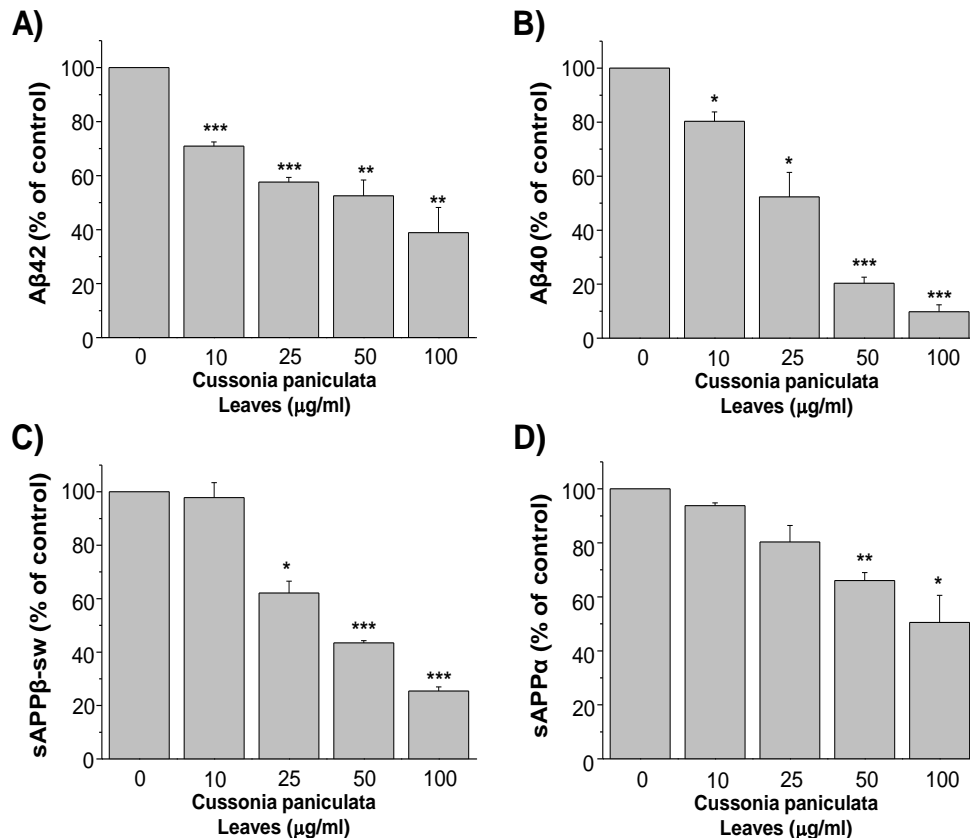 A)
Aβ42 (% of control)
100
80
60
40
20
0
***
***
**
**
0 10 25 50 100
Cussonia paniculata
Leaves (μg/ml)
B)
Aβ40 (% of control)
100
80
60
40
20
0
*
*
***
***
0 10 25 50 100
Cussonia paniculata
Leaves (μg/ml)
C)
sAPPβ-sw (% of control)
100
80
60
40
20
0
*
***
***
0 10 25 50 100
Cussonia paniculata
Leaves (μg/ml)
D)
sAPPα (% of control)
100
80
60
40
20
0
**
*
0 10 25 50 100
Cussonia paniculata
Leaves (μg/ml)